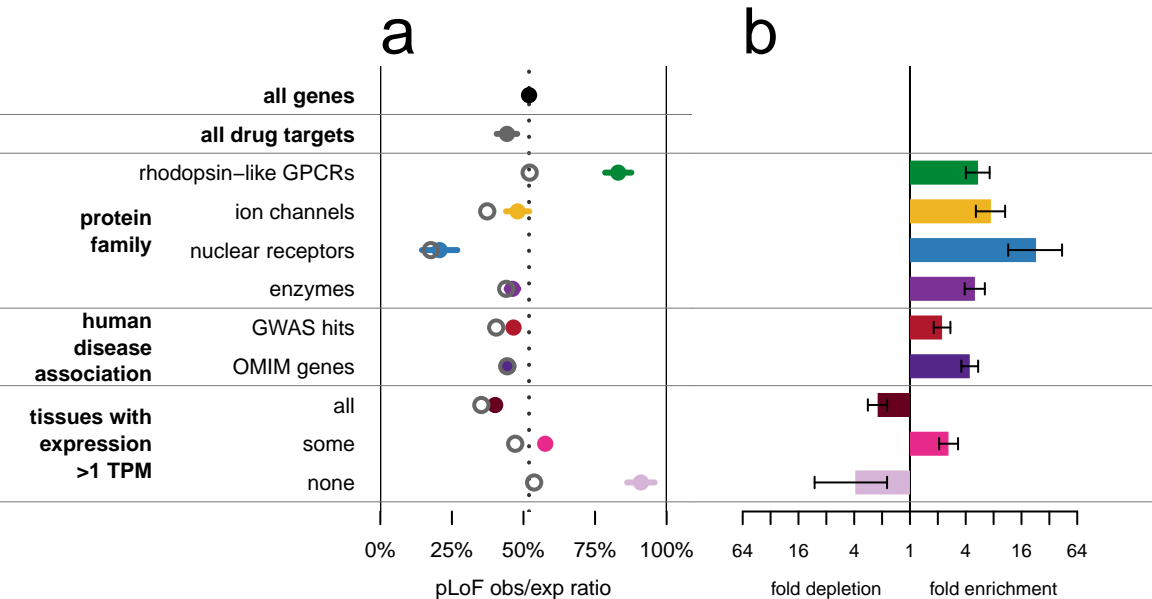 a
b
all genes
all drug targets
protein
family
rhodopsin−like GPCRs
ion channels
nuclear receptors
enzymes
human
disease
association
GWAS hits
OMIM genes
tissues with
expression
>1 TPM
all
some
none
0% 25% 50% 75% 100%
pLoF obs/exp ratio
64 16 4 1 4 16 64
fold depletion fold enrichment